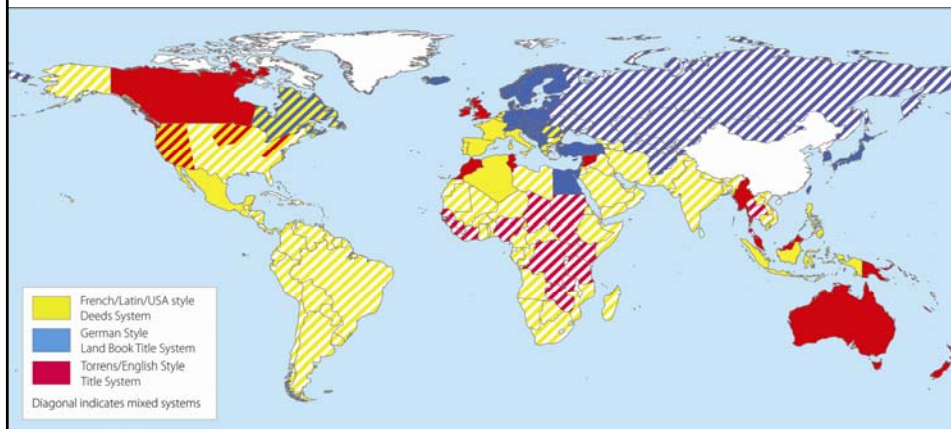 French/Latin/USA style
Deeds System
German Style
Land Book Title System
Torrens/English Style
Title System
Diagonal indicates mixed systems